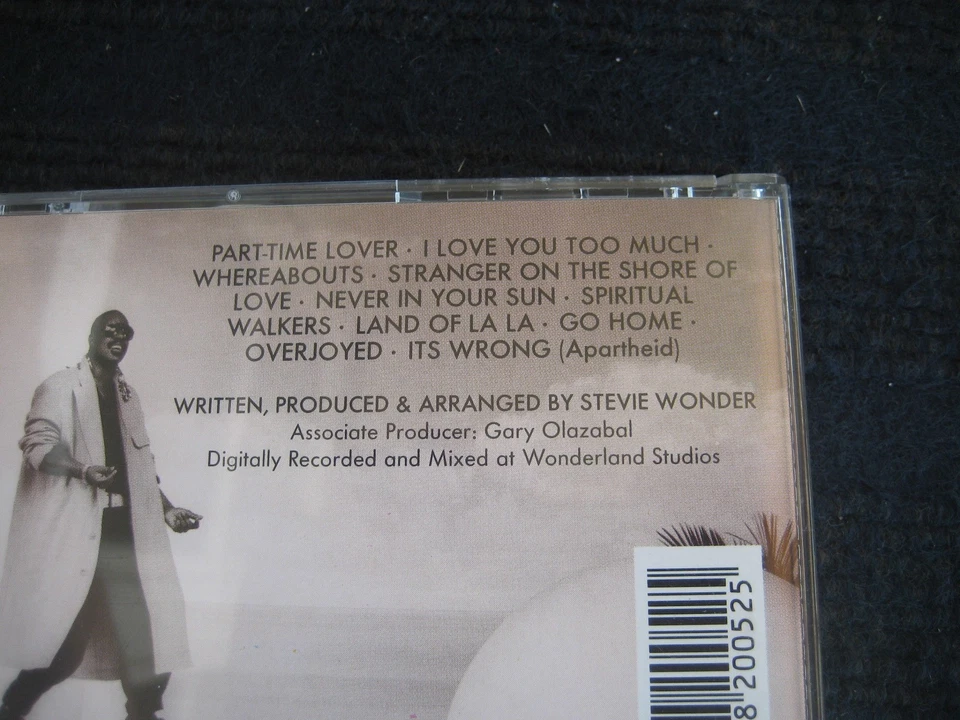 PART-TIME LOVER · I LOVE YOU TOO MUCH ·
WHEREABOUTS · STRANGER ON THE SHORE OF
LOVE · NEVER IN YOUR SUN · SPIRITUAL
WALKERS · LAND OF LA LA · GO HOME ·
OVERJOYED · ITS WRONG (Apartheid)
WRITTEN, PRODUCED & ARRANGED BY STEVIE WONDER
Associate Producer: Gary Olazabal
Digitally Recorded and Mixed at Wonderland Studios
8 200525